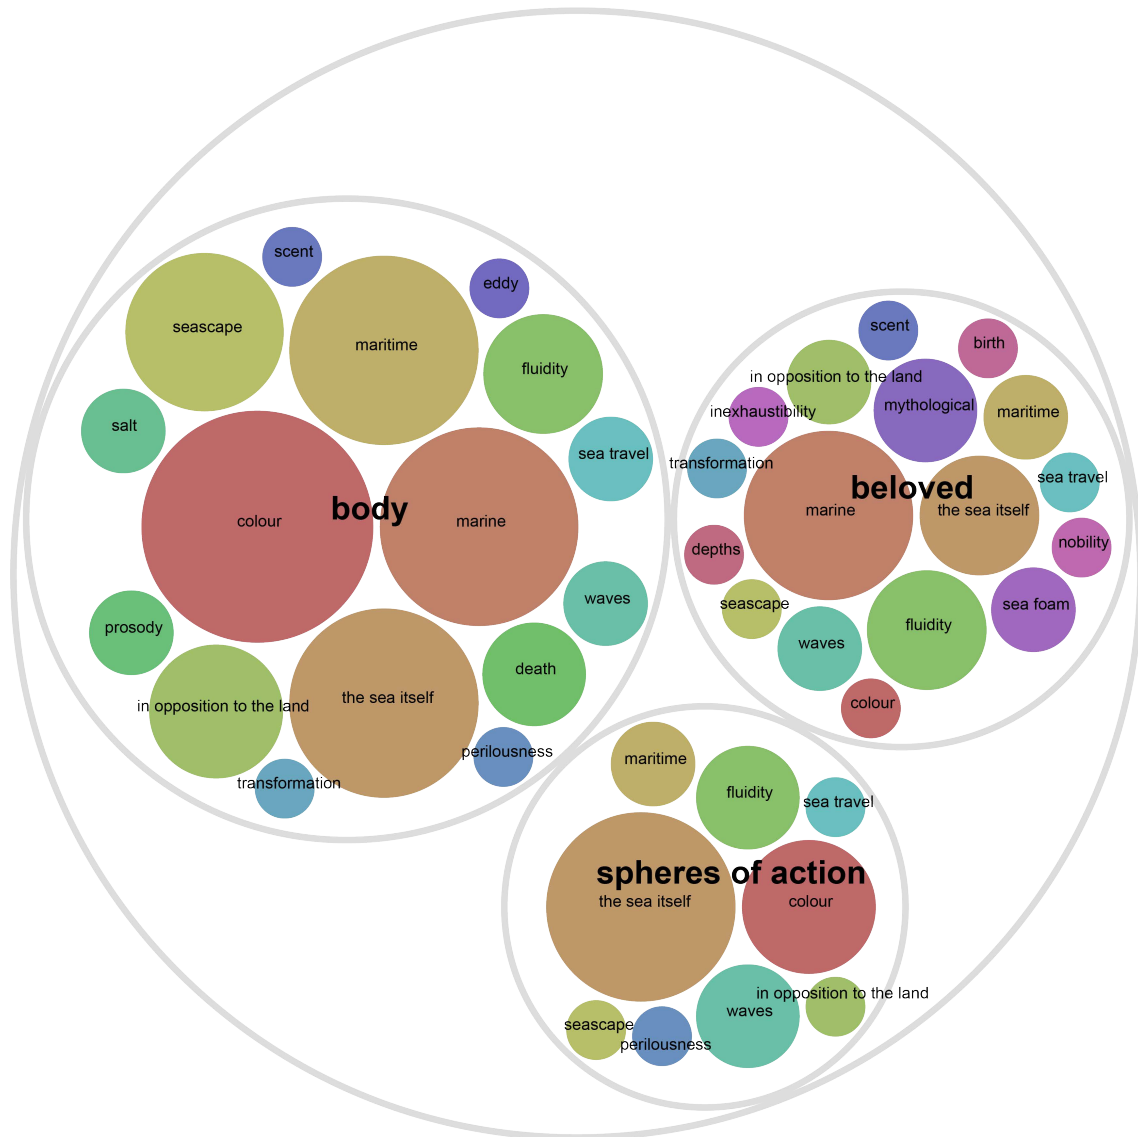 scent
eddy
seascape
maritime
fluidity
salt
sea travel
body
colour
marine
waves
prosody
death
the sea itself
in opposition to the land
perilousness
transformation
scent
birth
in opposition to the land
mythological
maritime
inexhaustibility
transformation
sea travel
beloved
marine
the sea itself
depths
nobility
seascape
sea foam
fluidity
waves
colour
maritime
fluidity
sea travel
spheres of action
the sea itself
colour
in opposition to the land
waves
seascape
perilousness